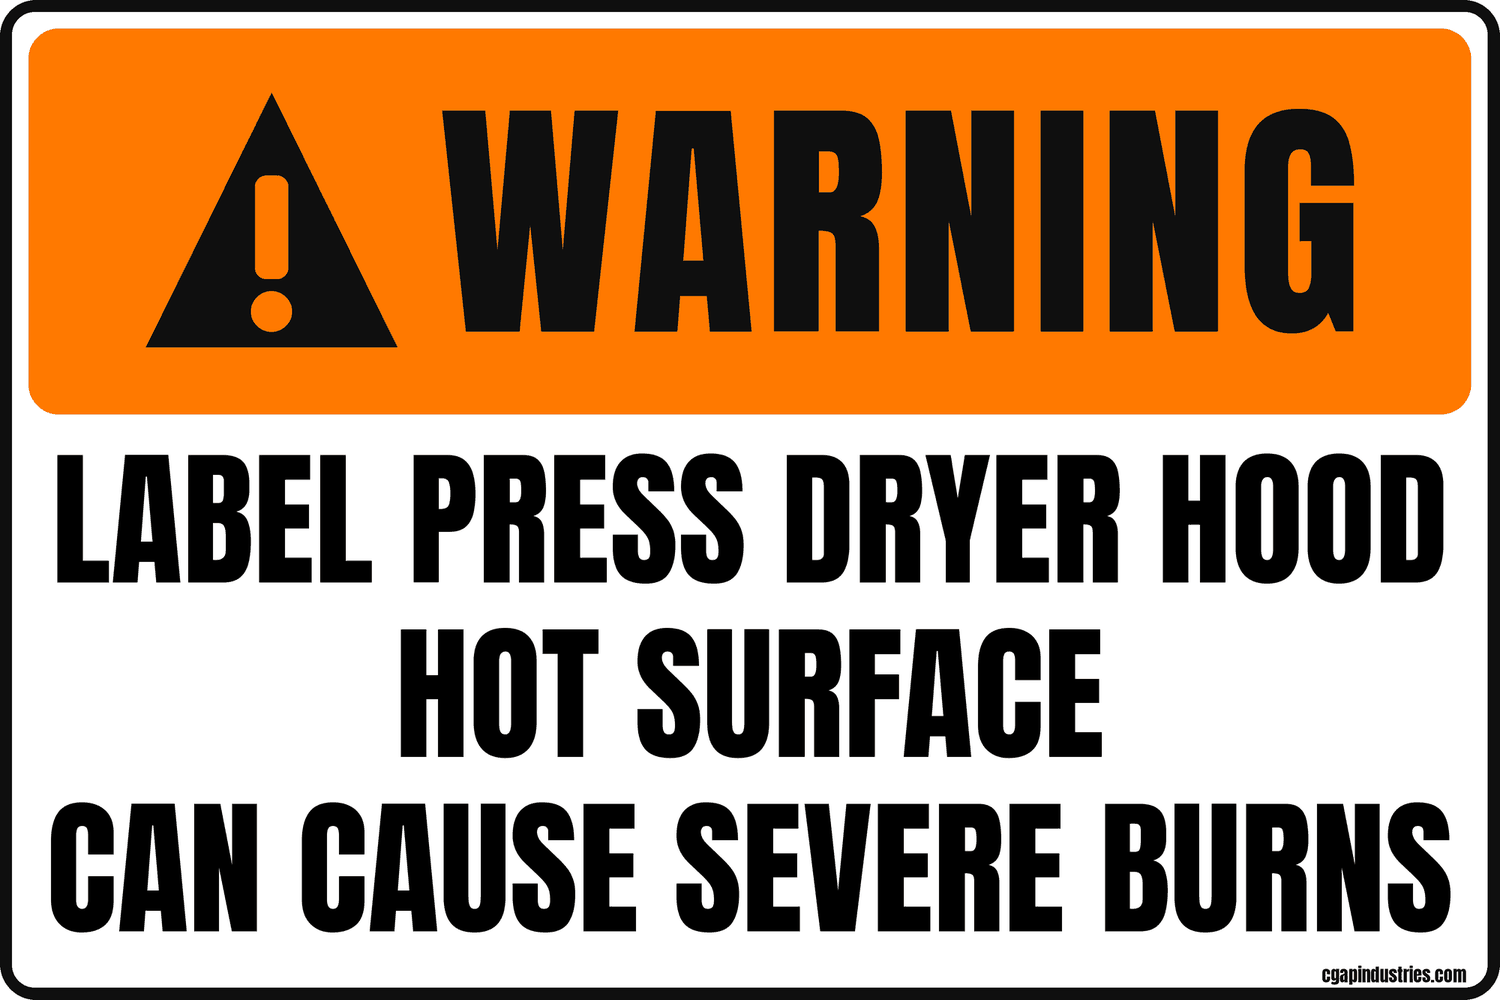 WARNING
LABEL PRESS DRYER HOOD
HOT SURFACE
CAN CAUSE SEVERE BURNS
cgapindustries.com